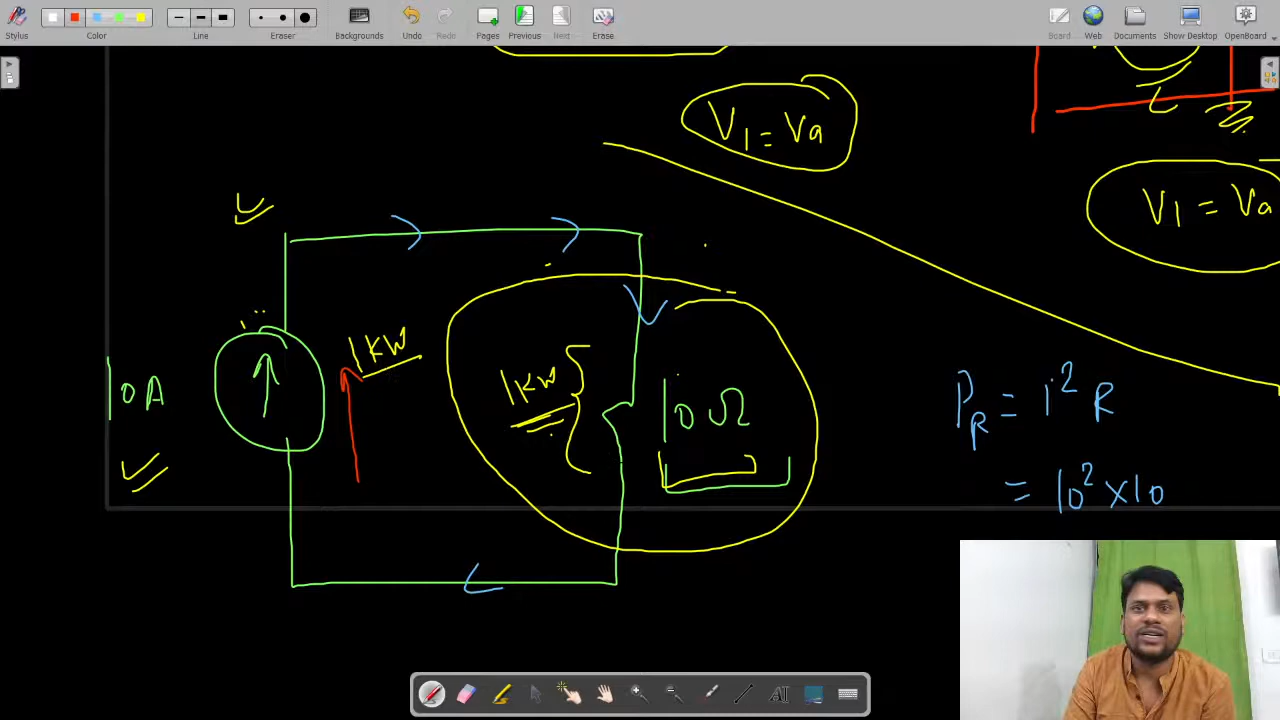 Stylus
Color
Line
Eraser
Backgrounds
Undo
Redo
Pages
Previous
Next
Erase
Board
Web
Documents
Show Desktop
OpenBoard
V1 = Va
V1 = Va
1KW
10A
1KW
10Ω
PR = i² R
= 10² x 10